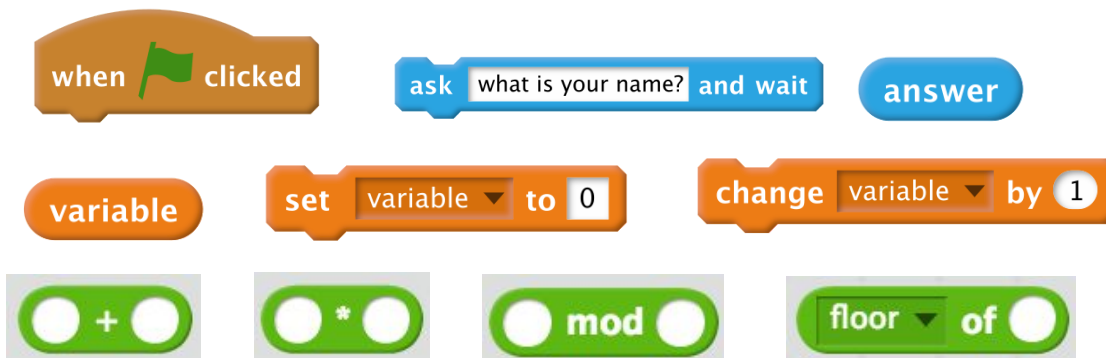 when clicked
ask what is your name? and wait
answer
variable
set variable to 0
change variable by 1
+
*
mod
floor of